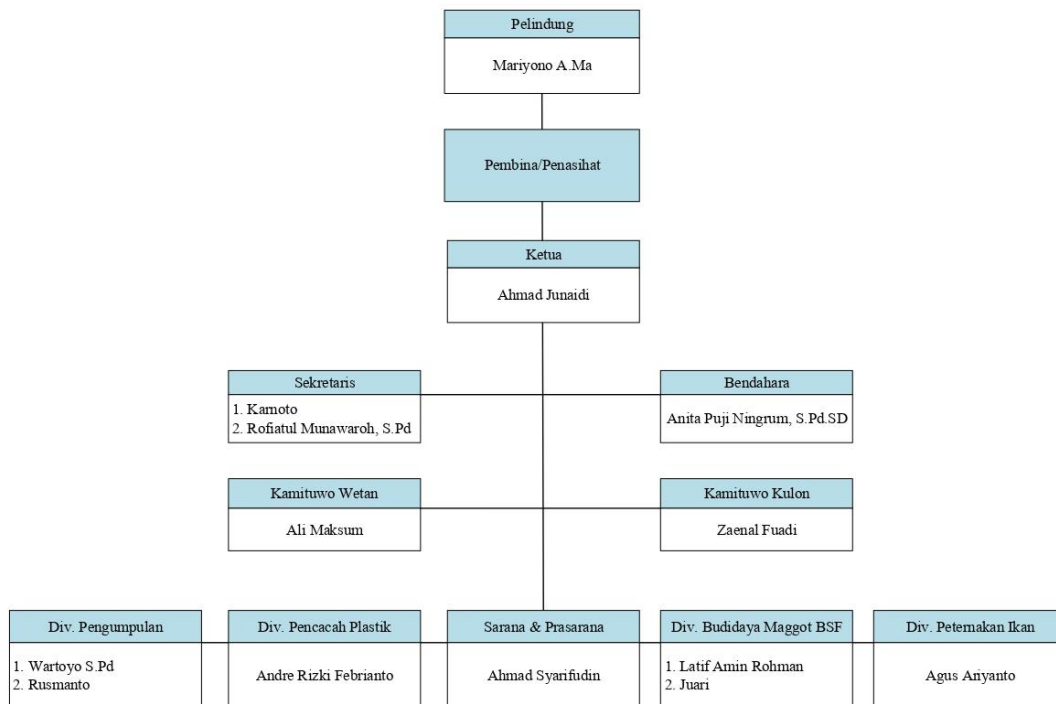 Pelindung
Mariyono A.Ma
Pembina/Penasihat
Ketua
Ahmad Junaidi
Sekretaris
1. Karnoto
2. Rofiatul Munawaroh, S.Pd
Bendahara
Anita Puji Ningrum, S.Pd.SD
Kamituwo Wetan
Ali Maksum
Kamituwo Kulon
Zaenal Fuadi
Div. Pengumpulan
1. Wartoyo S.Pd
2. Rusmanto
Div. Pencacah Plastik
Andre Rizki Febrianto
Sarana & Prasarana
Ahmad Syarifudin
Div. Budidaya Maggot BSF
1. Latif Amin Rohman
2. Juari
Div. Peternakan Ikan
Agus Ariyanto